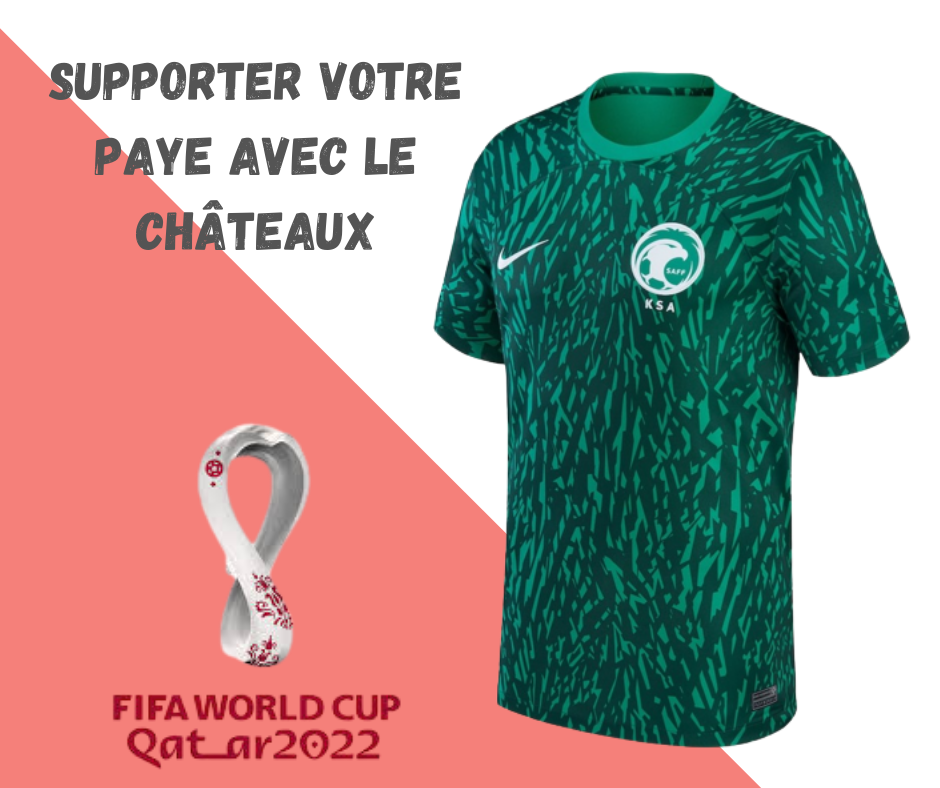 SUPPORTER VOTRE
PAYE AVEC LE
CHÂTEAUX
SAFF
KSA
FIFA WORLD CUP
Qatar2022